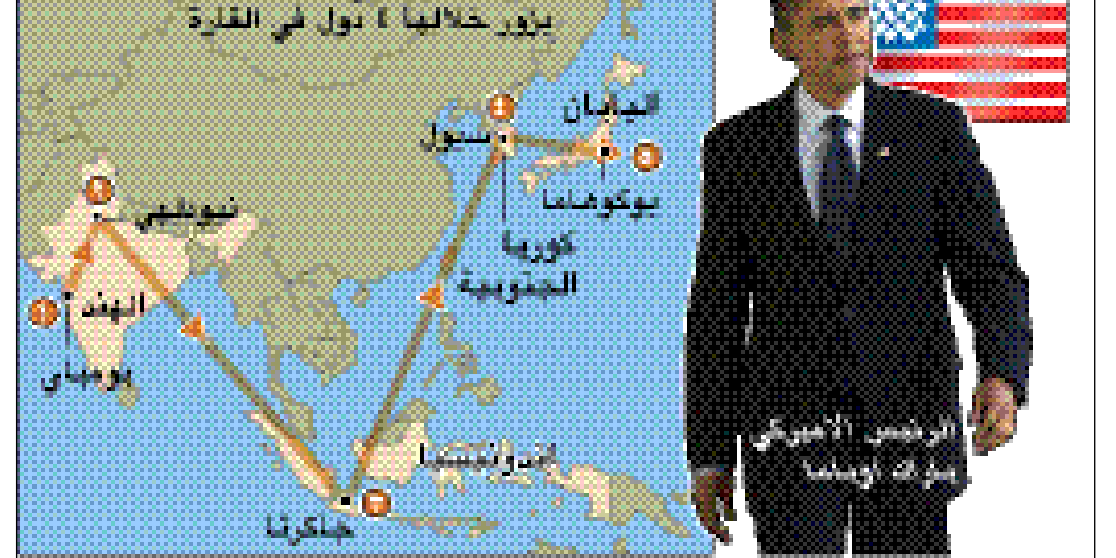 يزور خلالها ٤ دول في القارة
اليابان
سيول
يوكوهاما
نيودلهي
كوريا
الجنوبية
الهند
بومباي
إندونيسيا
جاكرتا
الرئيس الأميركي
باراك أوباما